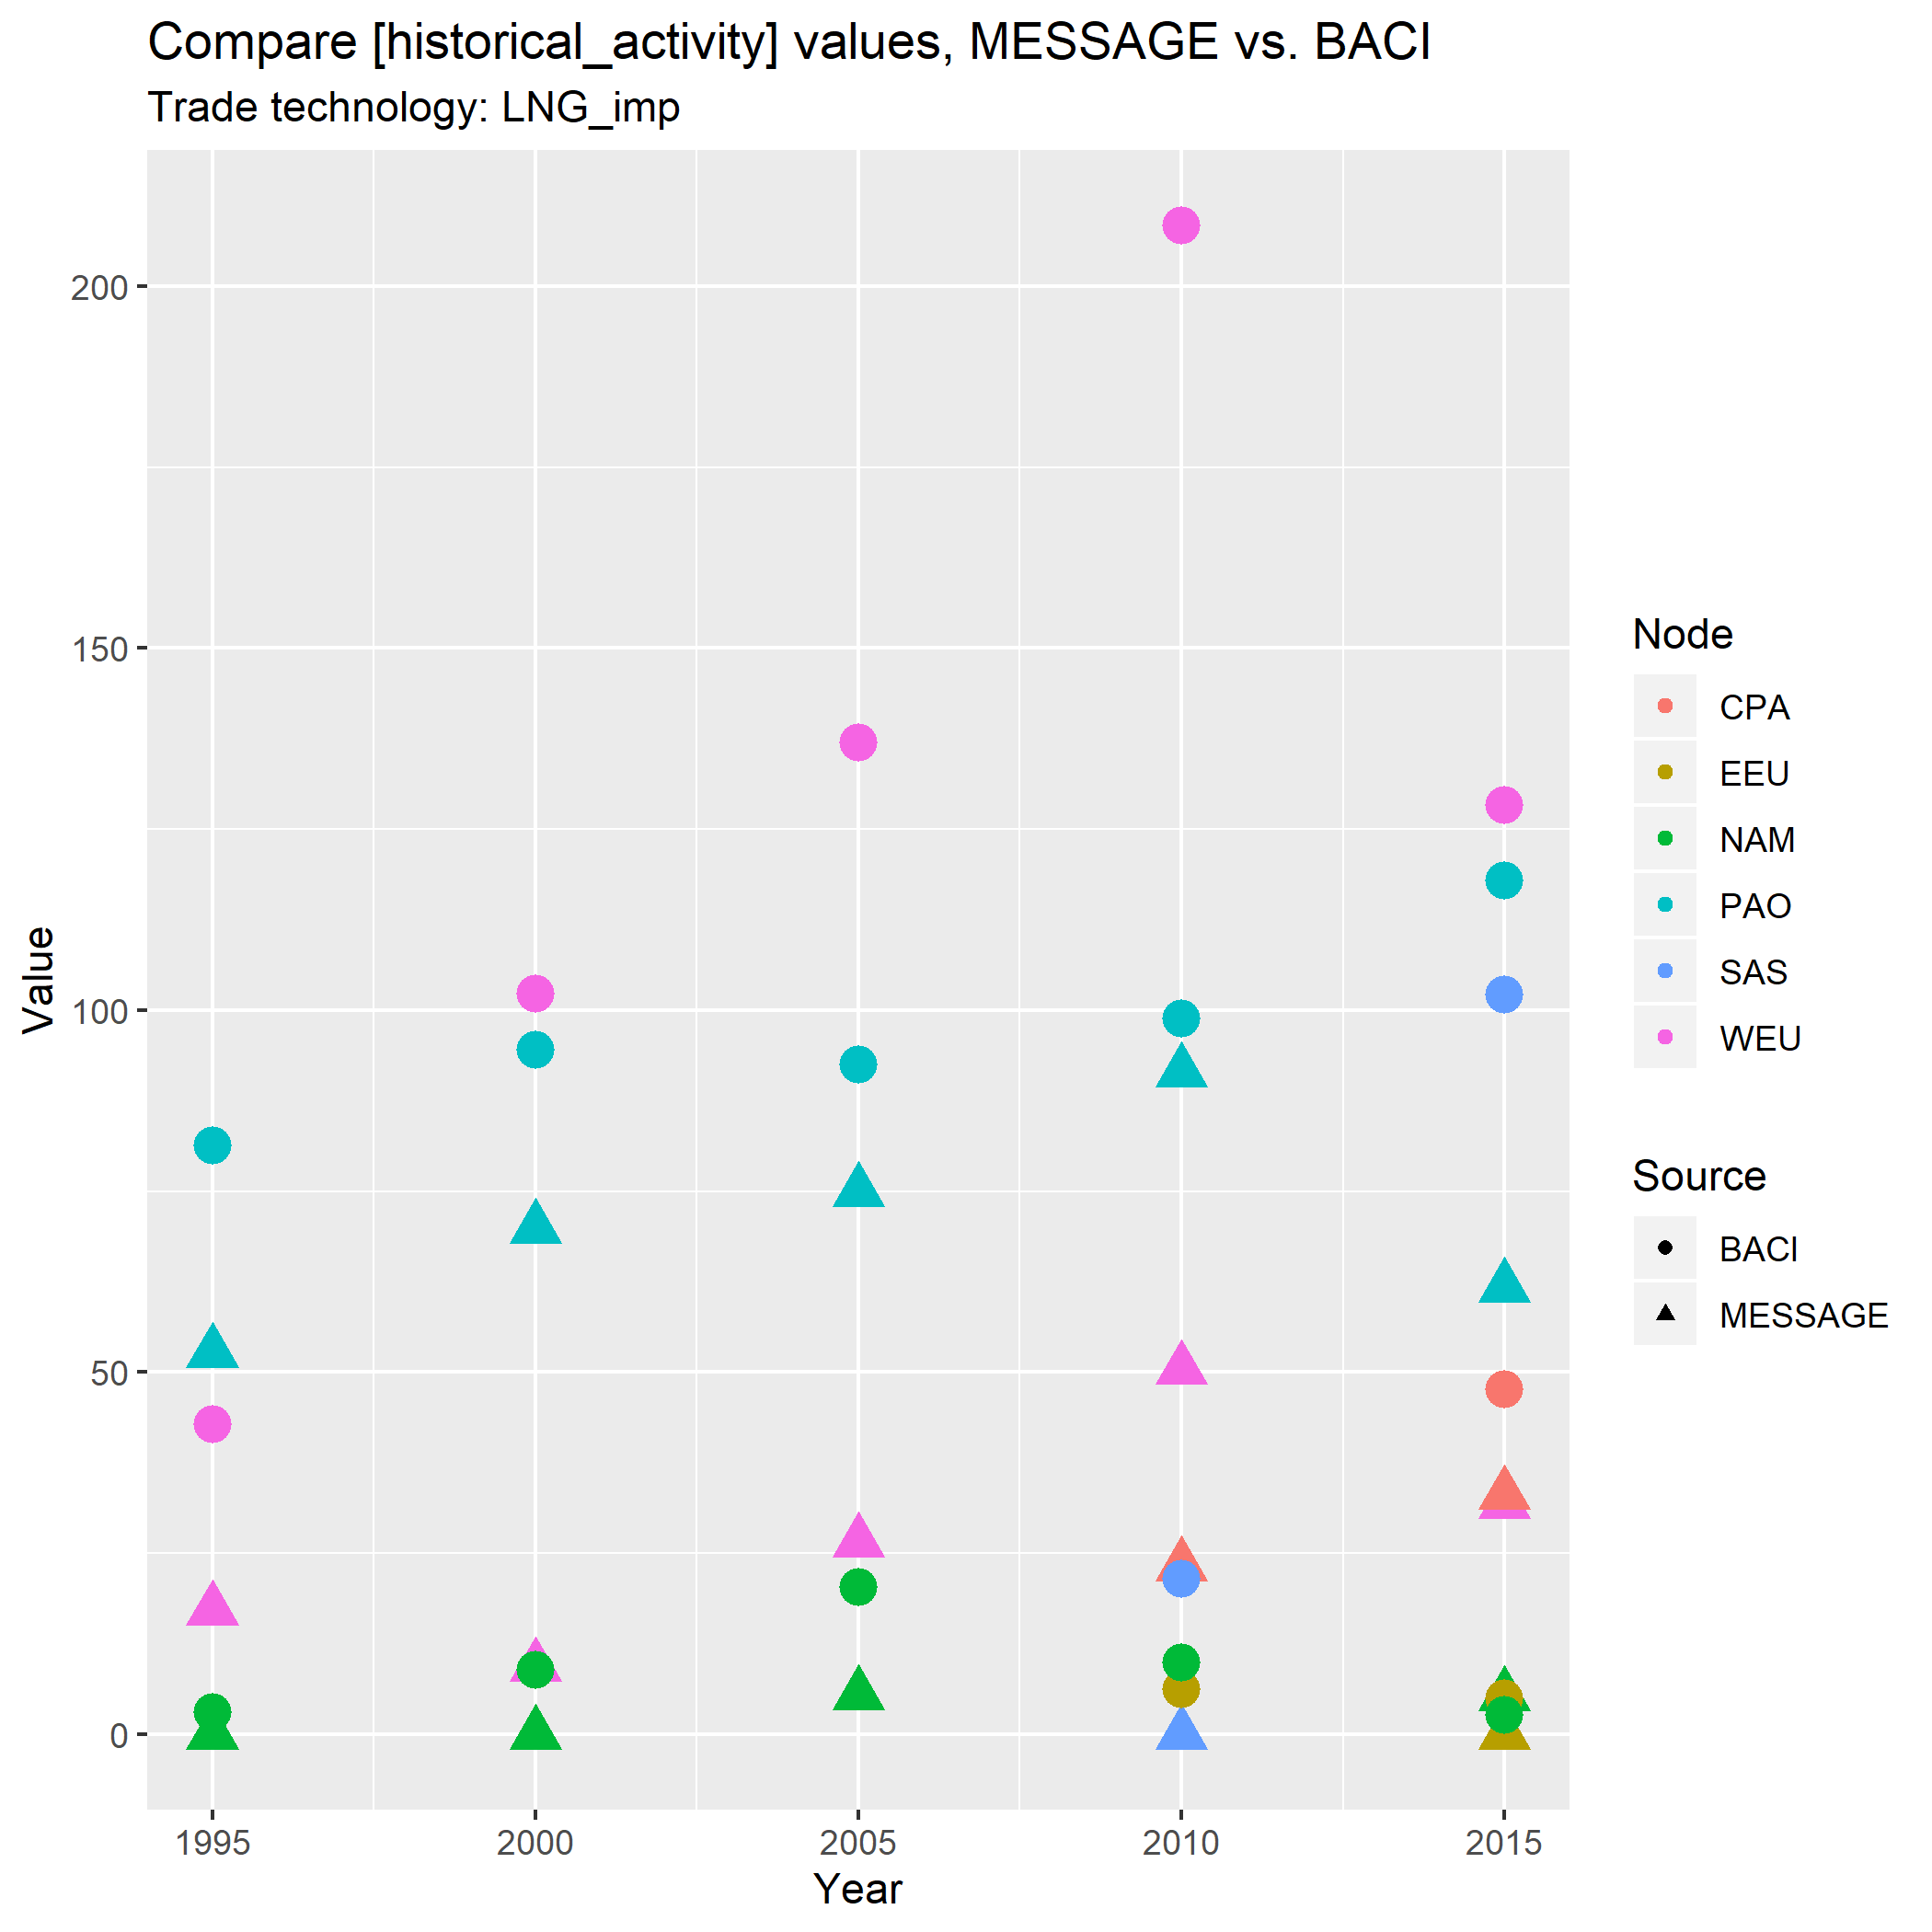 Compare [historical_activity] values, MESSAGE vs. BACI
Trade technology: LNG_imp
Value
200
150
100
50
0
1995
2000
2005
2010
2015
Year
Node
CPA
EEU
NAM
PAO
SAS
WEU
Source
BACI
MESSAGE